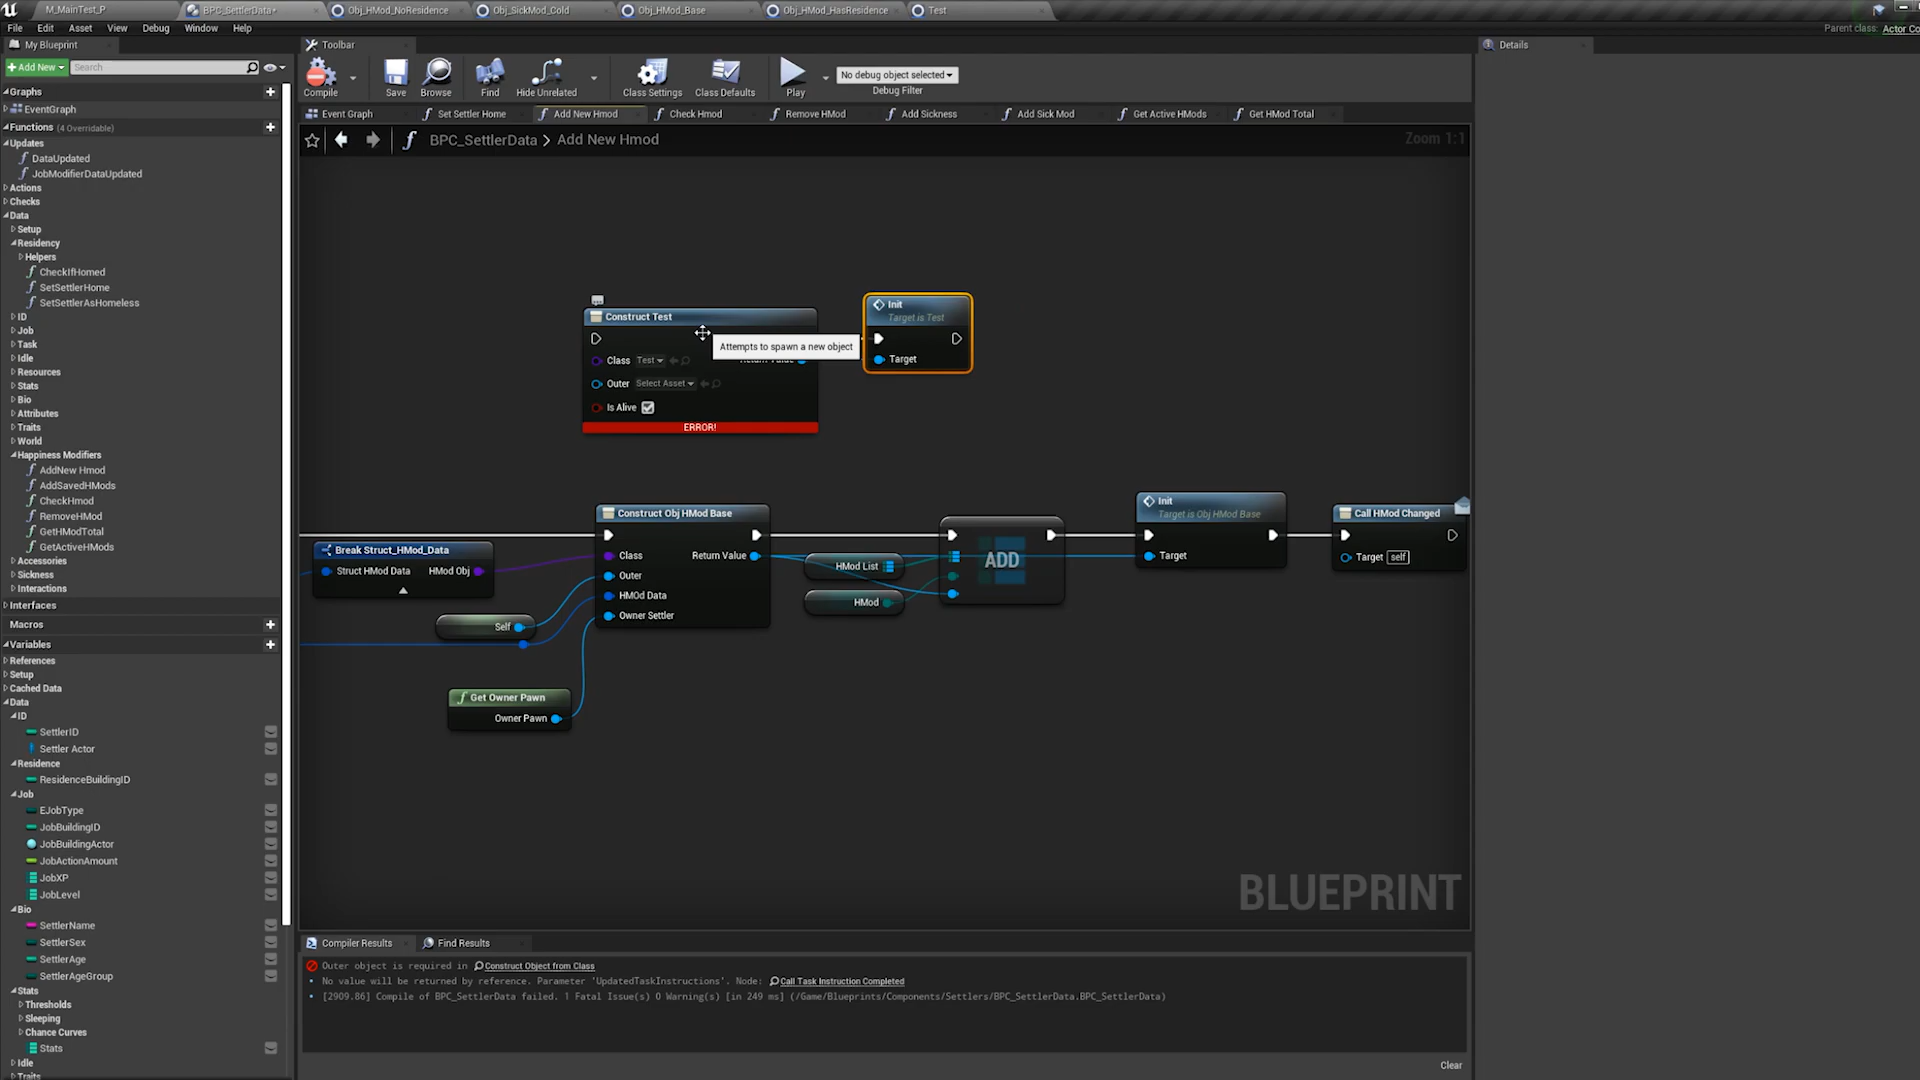 M_MainTest_P
BPC_SettlerData*
Obj_HMod_NoResidence
Obj_SickMod_Cold
Obj_HMod_Base
Obj_HMod_HasResidence
Test
File Edit Asset View Debug Window Help
Parent class: Actor Co
My Blueprint
Toolbar
Details
+Add New
Search
Compile
Save
Browse
Find
Hide Unrelated
Class Settings
Class Defaults
Play
No debug object selected
Debug Filter
Graphs
EventGraph
Functions (4 Overridable)
Updates
DataUpdated
JobModifierDataUpdated
Actions
Checks
Data
Setup
Residency
Helpers
CheckIfHomed
SetSettlerHome
SetSettlerAsHomeless
ID
Job
Task
Idle
Resources
Stats
Bio
Attributes
Traits
World
Happiness Modifiers
AddNew Hmod
AddSavedHMods
CheckHmod
RemoveHMod
GetHModTotal
GetActiveHMods
Accessories
Sickness
Interactions
Interfaces
Macros
Variables
References
Setup
Cached Data
Data
ID
SettlerID
Settler Actor
Residence
ResidenceBuildingID
Job
EJobType
JobBuildingID
JobBuildingActor
JobActionAmount
JobXP
JobLevel
Bio
SettlerName
SettlerSex
SettlerAge
SettlerAgeGroup
Stats
Thresholds
Sleeping
Chance Curves
Stats
Idle
Traits
Event Graph
Set Settler Home
Add New Hmod
Check Hmod
Remove HMod
Add Sickness
Add Sick Mod
Get Active HMods
Get HMod Total
BPC_SettlerData > Add New Hmod
Zoom 1:1
Construct Test
Class Test
Outer Select Asset
Is Alive
ERROR!
Attempts to spawn a new object
Init
Target is Test
Target
Break Struct_HMod_Data
Struct HMod Data HMod Obj
Self
Get Owner Pawn
Owner Pawn
Construct Obj HMod Base
Class Return Value
Outer
HMod Data
Owner Settler
HMod List
HMod
ADD
Init
Target is Obj HMod Base
Target
Call HMod Changed
Target self
BLUEPRINT
Compiler Results
Find Results
Outer object is required in Construct Object from Class
No value will be returned by reference. Parameter 'UpdatedTaskInstructions'. Node: Call Task Instruction Completed
[2909.86] Compile of BPC_SettlerData failed. 1 Fatal Issue(s) 0 Warning(s) [in 249 ms] (/Game/Blueprints/Components/Settlers/BPC_SettlerData.BPC_SettlerData)
Clear